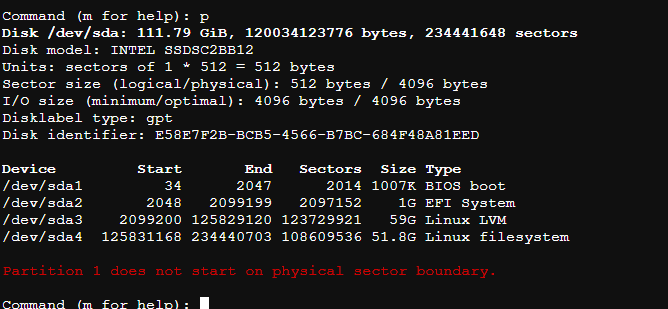 Command (m for help): p
Disk /dev/sda: 111.79 GiB, 120034123776 bytes, 234441648 sectors
Disk model: INTEL SSDSC2BB12
Units: sectors of 1 * 512 = 512 bytes
Sector size (logical/physical): 512 bytes / 4096 bytes
I/O size (minimum/optimal): 4096 bytes / 4096 bytes
Disklabel type: gpt
Disk identifier: E58E7F2B-BCB5-4566-B7BC-684F48A81EED
Device Start End Sectors Size Type
/dev/sda1 34 2047 2014 1007K BIOS boot
/dev/sda2 2048 2099199 2097152 1G EFI System
/dev/sda3 2099200 125829120 123729921 59G Linux LVM
/dev/sda4 125831168 234440703 108609536 51.8G Linux filesystem
Partition 1 does not start on physical sector boundary.
Command (m for help):